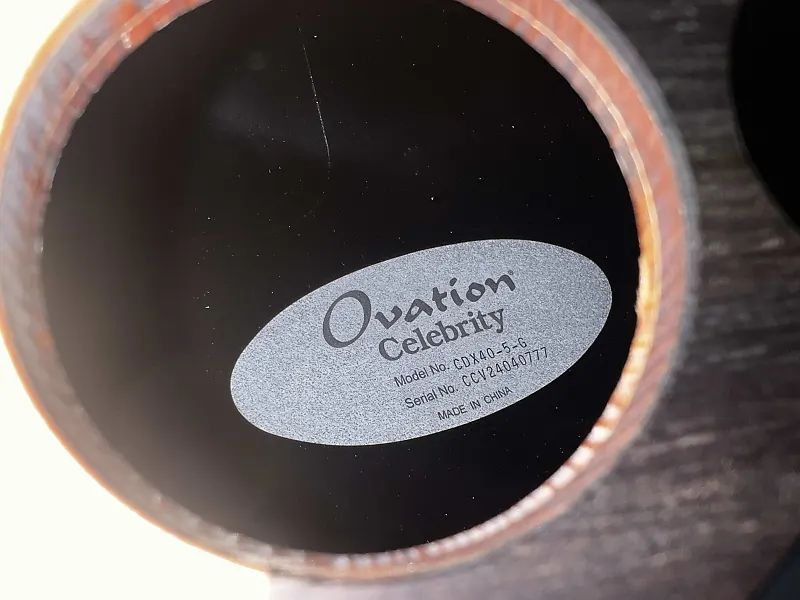 Ovation®
Celebrity
Model No. CDX40-5-G
Serial No. CCV24040777
MADE IN CHINA